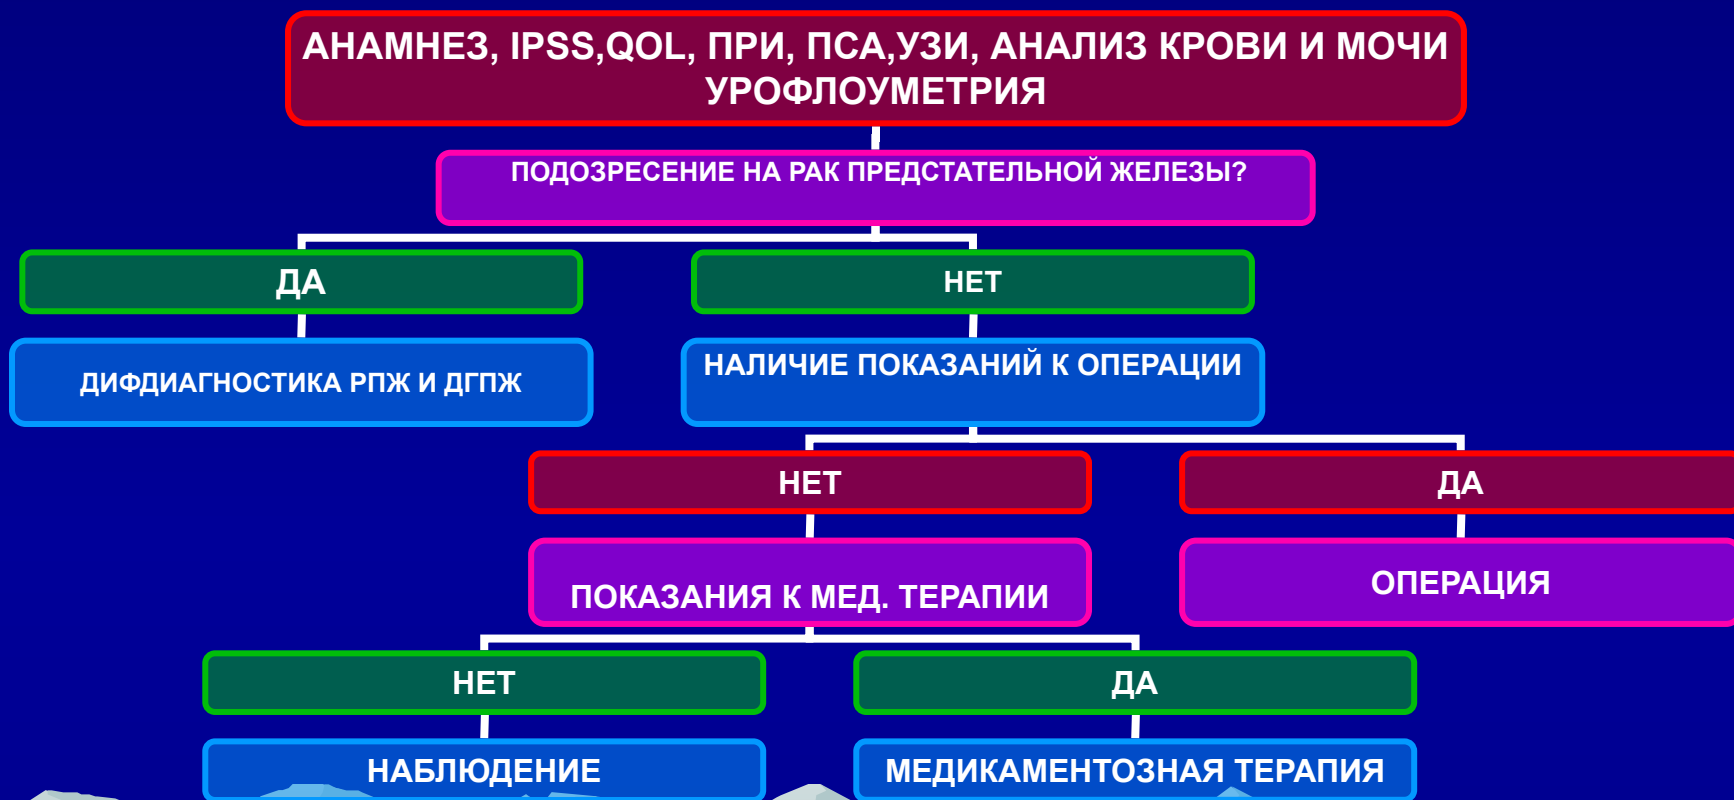 АНАМНЕЗ, IPSS,QOL, ПРИ, ПСА,УЗИ, АНАЛИЗ КРОВИ И МОЧИ
УРОФЛОУМЕТРИЯ
ПОДОЗРЕСЕНИЕ НА РАК ПРЕДСТАТЕЛЬНОЙ ЖЕЛЕЗЫ?
ДА
НЕТ
ДИФДИАГНОСТИКА РПЖ И ДГПЖ
НАЛИЧИЕ ПОКАЗАНИЙ К ОПЕРАЦИИ
НЕТ
ДА
ПОКАЗАНИЯ К МЕД. ТЕРАПИИ
ОПЕРАЦИЯ
НЕТ
ДА
НАБЛЮДЕНИЕ
МЕДИКАМЕНТОЗНАЯ ТЕРАПИЯ